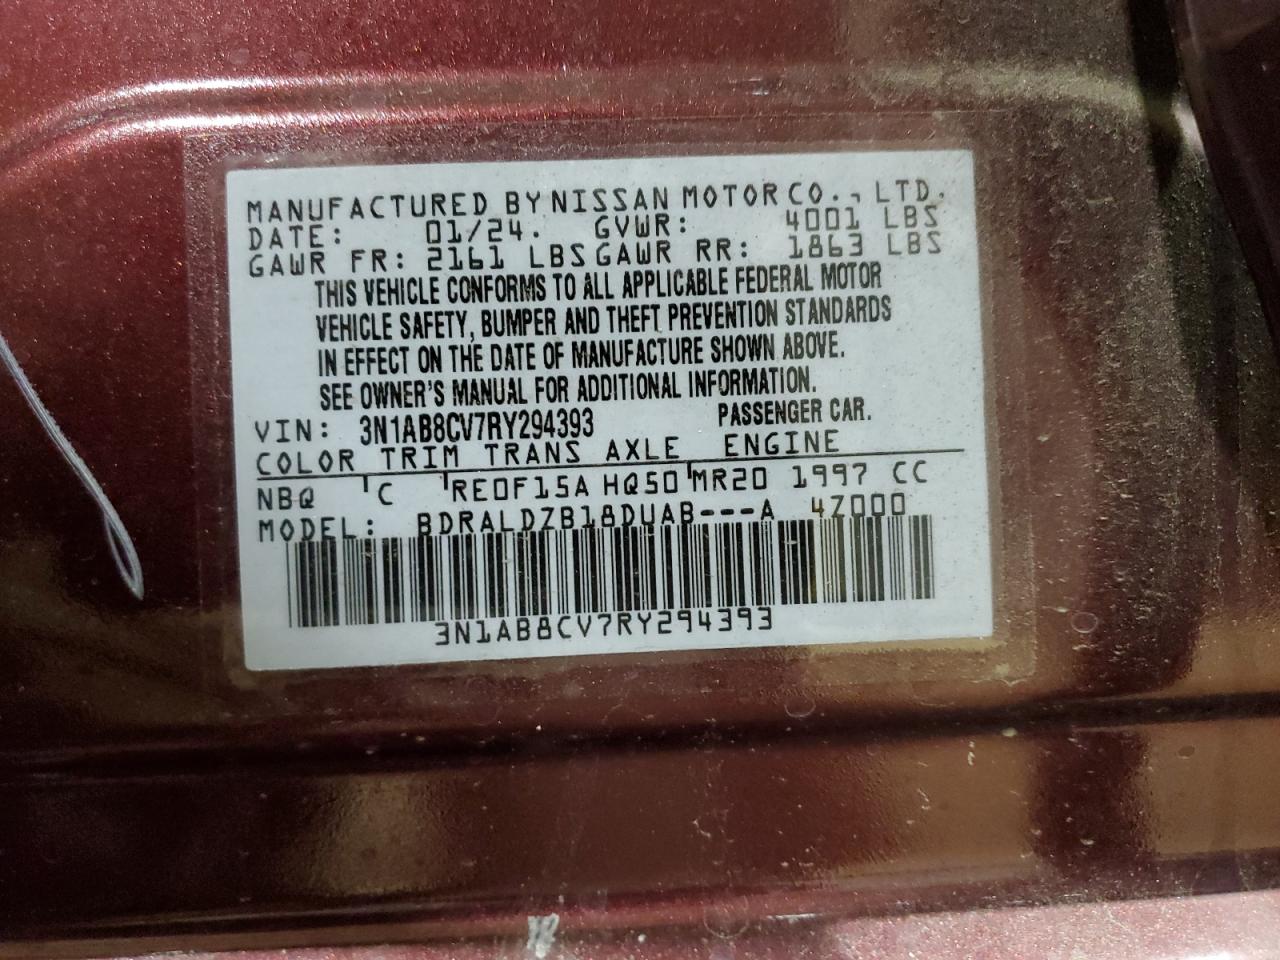 MANUFACTURED BY NISSAN MOTOR CO., LTD.
DATE: 01/24. GVWR: 4001 LBS
GAWR FR: 2161 LBS GAWR RR: 1863 LBS
THIS VEHICLE CONFORMS TO ALL APPLICABLE FEDERAL MOTOR
VEHICLE SAFETY, BUMPER AND THEFT PREVENTION STANDARDS
IN EFFECT ON THE DATE OF MANUFACTURE SHOWN ABOVE.
SEE OWNER'S MANUAL FOR ADDITIONAL INFORMATION.
VIN: 3N1AB8CV7RY294393 PASSENGER CAR.
COLOR TRIM TRANS AXLE ENGINE
NBQ C RE0F15A HQ50 MR20 1997 CC
MODEL: BDRALDZB18DUAB---A 4Z000
3N1AB8CV7RY294393